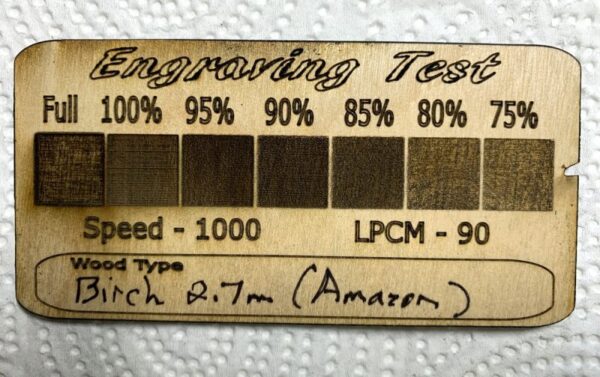 Engraving Test
Full 100% 95% 90% 85% 80% 75%
Speed - 1000 LPCM - 90
Wood Type
Birch 2.7m (Amazon)